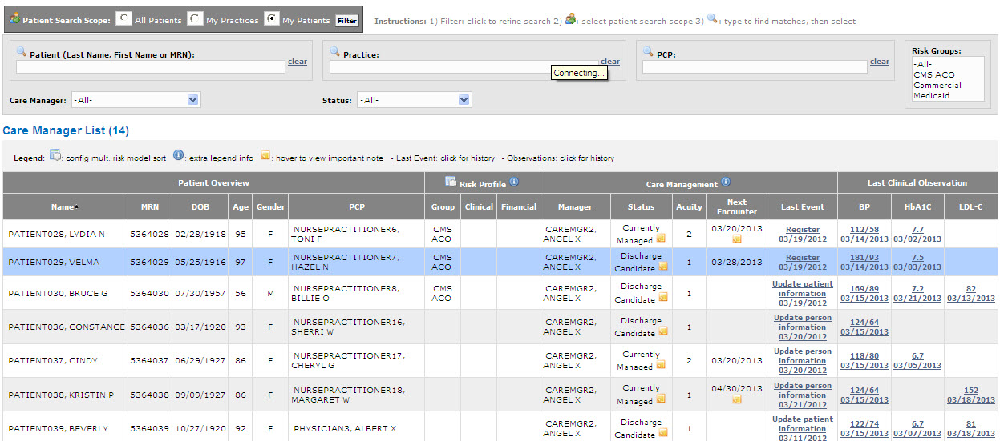 Patient Search Scope: All Patients My Practices My Patients Filter Instructions: 1) Filter: click to refine search 2) : select patient search scope 3) : type to find matches, then select
Patient (Last Name, First Name or MRN): clear
Practice: clear
Connecting...
PCP: clear
Risk Groups:
-All-
CMS ACO
Commercial
Medicaid
Care Manager: -All- Status: -All-
Care Manager List (14)
Legend: : config mult. risk model sort : extra legend info : hover to view important note • Last Event: click for history • Observations: click for history
Patient Overview Risk Profile Care Management Last Clinical Observation
Name MRN DOB Age Gender PCP Group Clinical Financial Manager Status Acuity Next Encounter Last Event BP HbA1C LDL-C
PATIENT028, LYDIA N 5364028 02/28/1918 95 F NURSEPRACTITIONER6, TONI F CMS ACO CAREMGR2, ANGEL X Currently Managed 2 03/20/2013 Register 03/19/2012 112/58 03/14/2013 7.7 03/02/2013
PATIENT029, VELMA 5364029 05/25/1916 97 F NURSEPRACTITIONER7, HAZEL N CMS ACO CAREMGR2, ANGEL X Discharge Candidate 1 03/28/2013 Register 03/19/2012 181/93 03/14/2013 7.5 03/03/2013
PATIENT030, BRUCE G 5364030 07/30/1957 56 M NURSEPRACTITIONER8, BILLIE O CMS ACO CAREMGR2, ANGEL X Discharge Candidate 1 Update patient information 03/19/2012 169/89 03/15/2013 7.2 03/21/2013 82 03/13/2013
PATIENT036, CONSTANCE 5364036 03/17/1920 93 F NURSEPRACTITIONER16, SHERRI W CAREMGR2, ANGEL X Discharge Candidate 1 Update person information 03/20/2012 124/64 03/15/2013
PATIENT037, CINDY 5364037 06/29/1927 86 F NURSEPRACTITIONER17, CHERYL G CAREMGR2, ANGEL X Currently Managed 2 03/20/2013 Update person information 03/20/2012 118/80 03/15/2013 6.7 03/05/2013
PATIENT038, KRISTIN P 5364038 09/09/1927 86 F NURSEPRACTITIONER18, MARGARET W CAREMGR2, ANGEL X Currently Managed 1 04/30/2013 Update person information 03/21/2012 124/64 03/15/2013 152 03/18/2013
PATIENT039, BEVERLY 5364039 10/27/1920 92 F PHYSICIAN3, ALBERT X CAREMGR2, ANGEL X Discharge Candidate 1 Update patient information 03/11/2012 122/74 03/15/2013 6.7 03/07/2013 81 03/18/2013